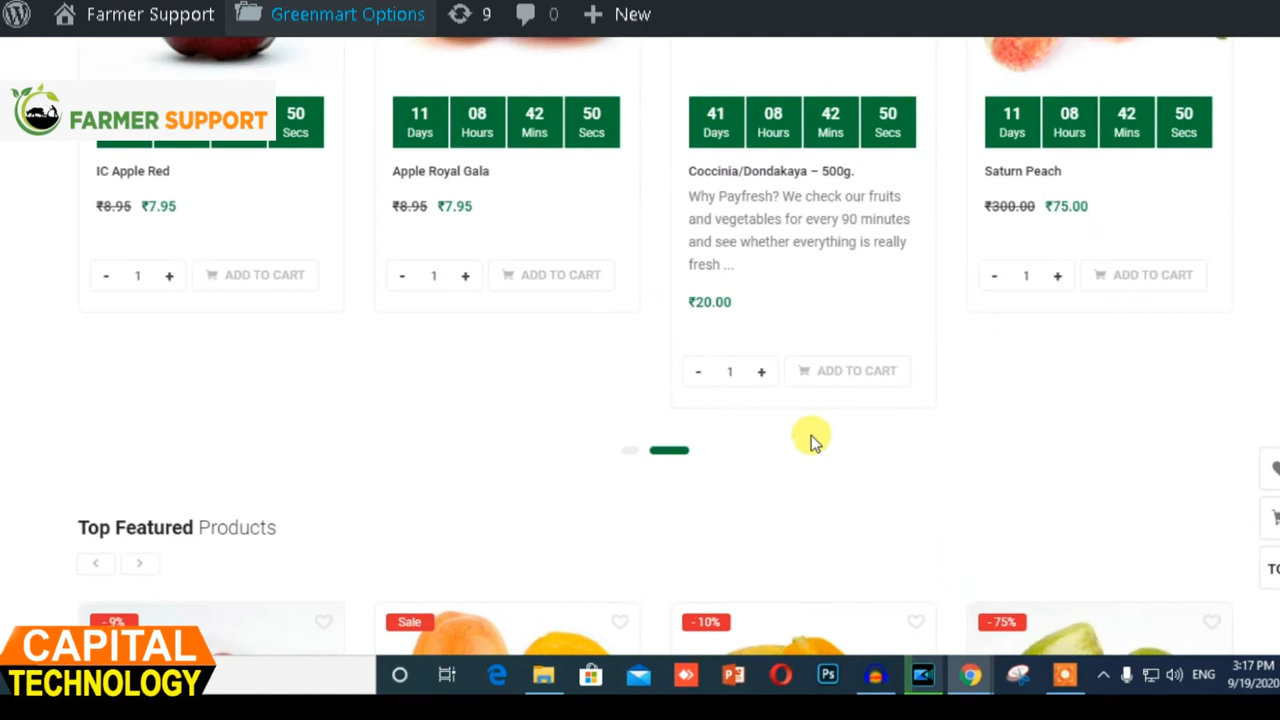 Farmer Support Greenmart Options 9 0 New
FARMER SUPPORT
50 Secs
11 Days 08 Hours 42 Mins 50 Secs
41 Days 08 Hours 42 Mins 50 Secs
11 Days 08 Hours 42 Mins 50 Secs
IC Apple Red
₹8.95 ₹7.95
- 1 + ADD TO CART
Apple Royal Gala
₹8.95 ₹7.95
- 1 + ADD TO CART
Coccinia/Dondakaya – 500g.
Why Payfresh? We check our fruits
and vegetables for every 90 minutes
and see whether everything is really
fresh ...
₹20.00
- 1 + ADD TO CART
Saturn Peach
₹300.00 ₹75.00
- 1 + ADD TO CART
Top Featured Products
< >
- 9%
Sale
- 10%
- 75%
CAPITAL
TECHNOLOGY
ENG
3:17 PM
9/19/2020